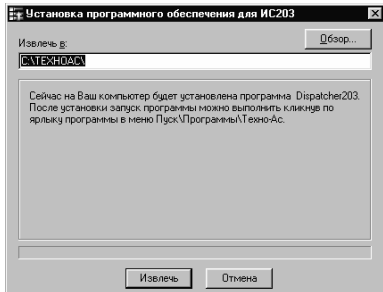 Установка программного обеспечения для ИС203
Обзор...
Извлечь в:
C:\ТЕХНОАС\
Сейчас на Ваш компьютер будет установлена программа Dispatcher203.
После установки запуск программы можно выполнить кликнув по
ярлыку программы в меню Пуск\Программы\Техно-Ас.
Извлечь
Отмена